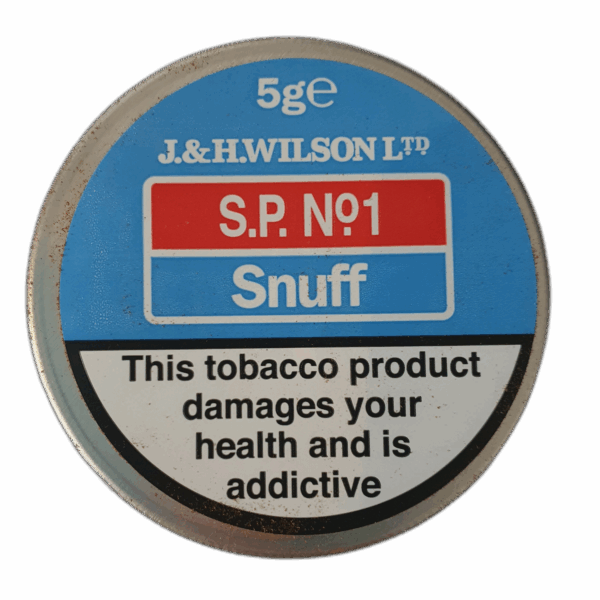 5g℮
J.&H.WILSON LTD
S.P. Nº1
Snuff
This tobacco product
damages your
health and is
addictive